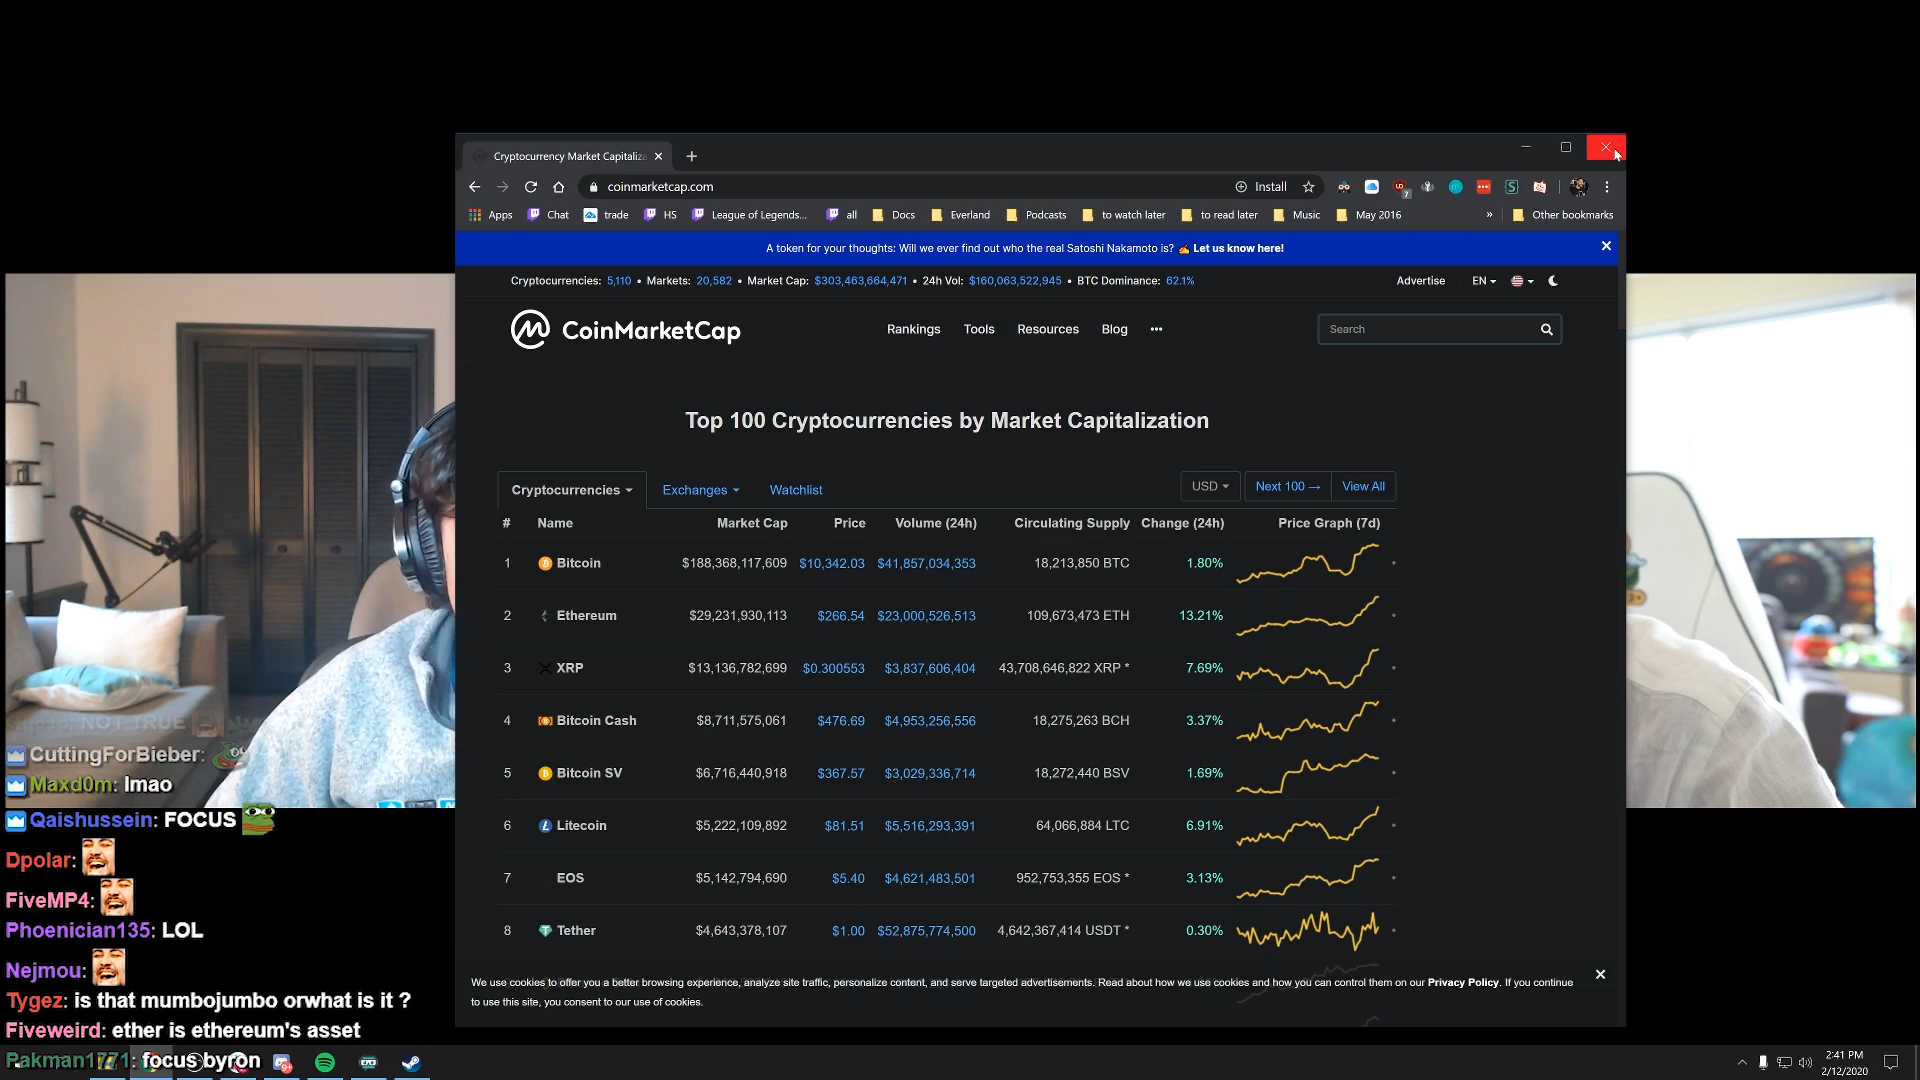 Cryptocurrency Market Capitaliz
coinmarketcap.com
Install
Apps Chat trade HS League of Legends... all Docs Everland Podcasts to watch later to read later Music May 2016 » Other bookmarks
A token for your thoughts: Will we ever find out who the real Satoshi Nakamoto is? ✍ Let us know here!
Cryptocurrencies: 5,110 • Markets: 20,582 • Market Cap: $303,463,664,471 • 24h Vol: $160,063,522,945 • BTC Dominance: 62.1% Advertise EN
CoinMarketCap Rankings Tools Resources Blog ••• Search
Top 100 Cryptocurrencies by Market Capitalization
Cryptocurrencies Exchanges Watchlist USD Next 100 → View All
# Name Market Cap Price Volume (24h) Circulating Supply Change (24h) Price Graph (7d)
1 Bitcoin $188,368,117,609 $10,342.03 $41,857,034,353 18,213,850 BTC 1.80%
2 Ethereum $29,231,930,113 $266.54 $23,000,526,513 109,673,473 ETH 13.21%
3 XRP $13,136,782,699 $0.300553 $3,837,606,404 43,708,646,822 XRP * 7.69%
4 Bitcoin Cash $8,711,575,061 $476.69 $4,953,256,556 18,275,263 BCH 3.37%
5 Bitcoin SV $6,716,440,918 $367.57 $3,029,336,714 18,272,440 BSV 1.69%
6 Litecoin $5,222,109,892 $81.51 $5,516,293,391 64,066,884 LTC 6.91%
7 EOS $5,142,794,690 $5.40 $4,621,483,501 952,753,355 EOS * 3.13%
8 Tether $4,643,378,107 $1.00 $52,875,774,500 4,642,367,414 USDT * 0.30%
We use cookies to offer you a better browsing experience, analyze site traffic, personalize content, and serve targeted advertisements. Read about how we use cookies and how you can control them on our Privacy Policy. If you continue
to use this site, you consent to our use of cookies.
NOT TRUE
CuttingForBieber:
Maxd0m: lmao
Qaishussein: FOCUS
Dpolar:
FiveMP4:
Phoenician135: LOL
Nejmou:
Tygez: is that mumbojumbo orwhat is it ?
Fiveweird: ether is ethereum's asset
Pakman1771: focus byron
2:41 PM
2/12/2020